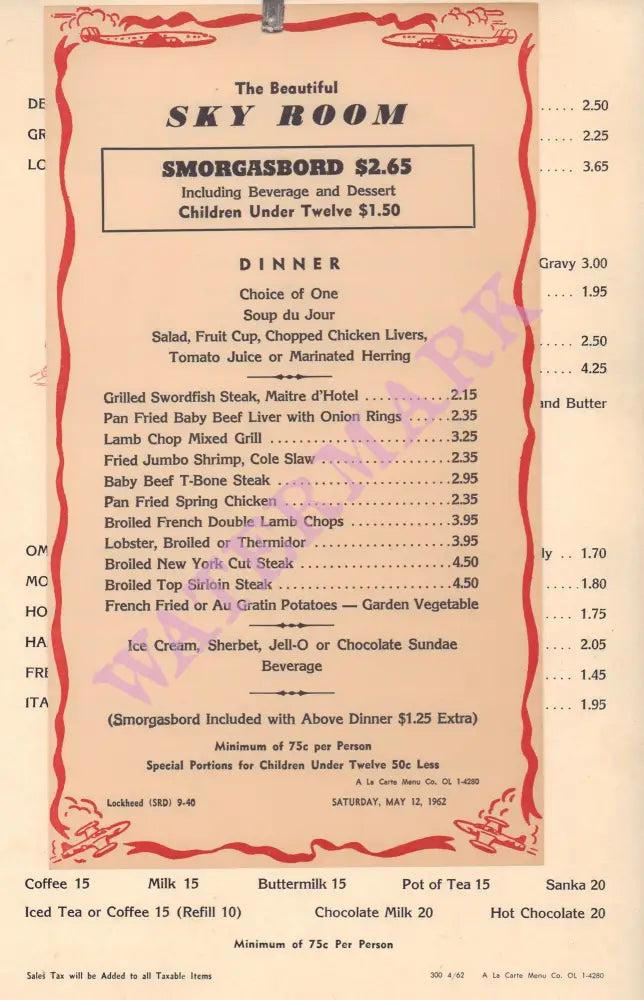 The Beautiful
SKY ROOM
SMORGASBORD $2.65
Including Beverage and Dessert
Children Under Twelve $1.50
DINNER
Choice of One
Soup du Jour
Salad, Fruit Cup, Chopped Chicken Livers,
Tomato Juice or Marinated Herring
Grilled Swordfish Steak, Maitre d'Hotel ...........2.15
Pan Fried Baby Beef Liver with Onion Rings ......2.35
Lamb Chop Mixed Grill ........................3.25
Fried Jumbo Shrimp, Cole Slaw .................2.35
Baby Beef T-Bone Steak .......................2.95
Pan Fried Spring Chicken ......................2.35
Broiled French Double Lamb Chops .............3.95
Lobster, Broiled or Thermidor ..................3.95
Broiled New York Cut Steak ....................4.50
Broiled Top Sirloin Steak .......................4.50
French Fried or Au Gratin Potatoes — Garden Vegetable
Ice Cream, Sherbet, Jell-O or Chocolate Sundae
Beverage
(Smorgasbord Included with Above Dinner $1.25 Extra)
Minimum of 75c per Person
Special Portions for Children Under Twelve 50c Less
A La Carte Menu Co. OL 1-4280
Lockheed (SRD) 9-40 SATURDAY, MAY 12, 1962
WATERMARK
DE ..... 2.50
GR ..... 2.25
LO ..... 3.65
Gravy 3.00
.... 1.95
..... 2.50
..... 4.25
and Butter
OM ly .. 1.70
MO ..... 1.80
HO .... 1.75
HA .... 2.05
FRE .... 1.45
ITA .... 1.95
Coffee 15 Milk 15 Buttermilk 15 Pot of Tea 15 Sanka 20
Iced Tea or Coffee 15 (Refill 10) Chocolate Milk 20 Hot Chocolate 20
Minimum of 75c Per Person
Sales Tax will be Added to all Taxable Items 300 4/62 A La Carte Menu Co. OL 1-4280